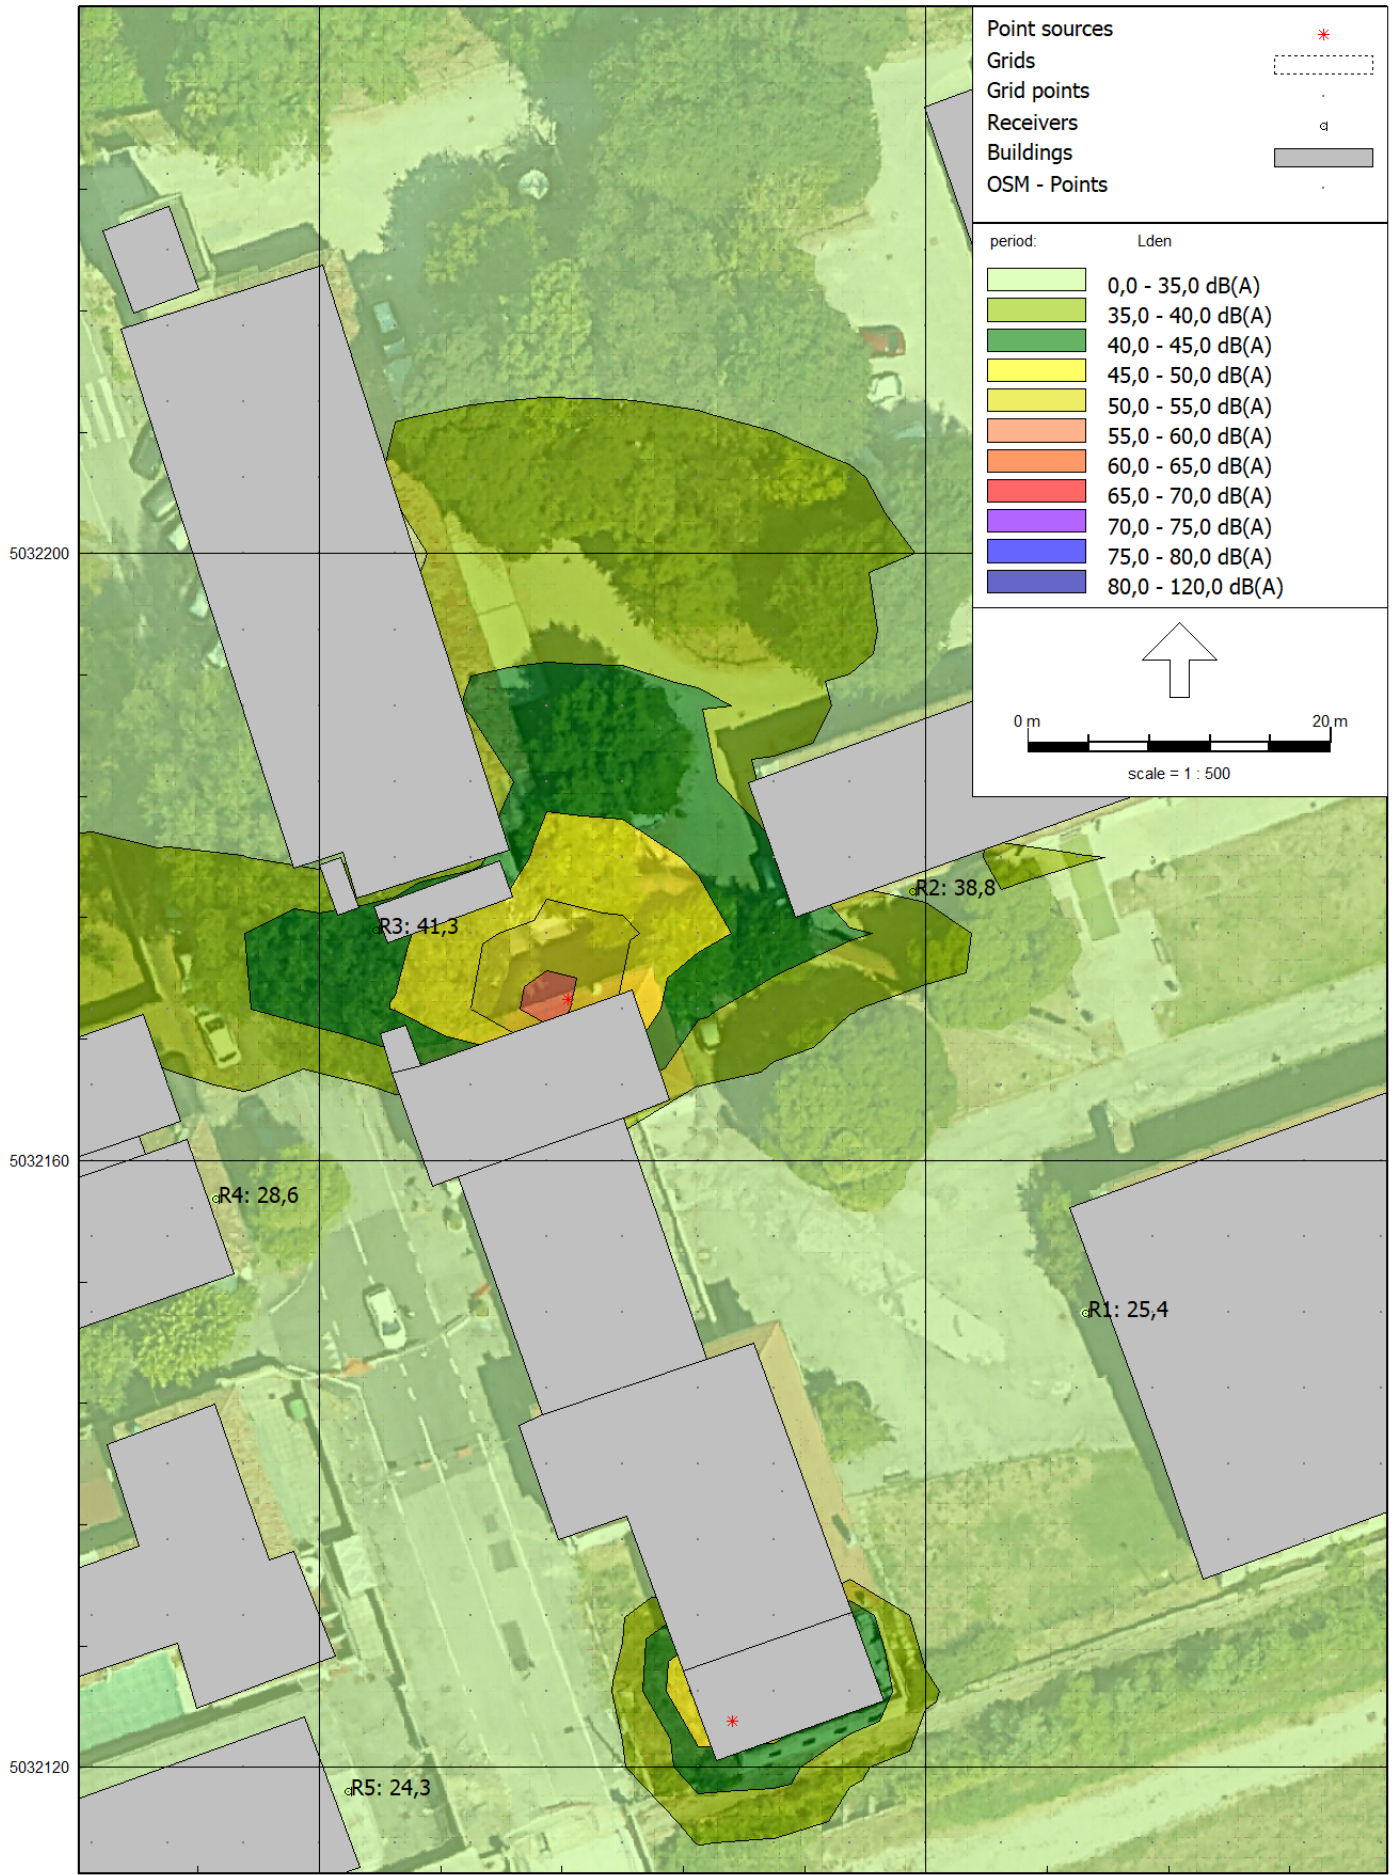 Point sources
Grids
Grid points
Receivers
Buildings
OSM - Points
period: Lden
0,0 - 35,0 dB(A)
35,0 - 40,0 dB(A)
40,0 - 45,0 dB(A)
45,0 - 50,0 dB(A)
50,0 - 55,0 dB(A)
55,0 - 60,0 dB(A)
60,0 - 65,0 dB(A)
65,0 - 70,0 dB(A)
70,0 - 75,0 dB(A)
75,0 - 80,0 dB(A)
80,0 - 120,0 dB(A)
0 m 20 m
scale = 1 : 500
5032200
R2: 38,8
R3: 41,3
5032160
R4: 28,6
R1: 25,4
5032120
R5: 24,3